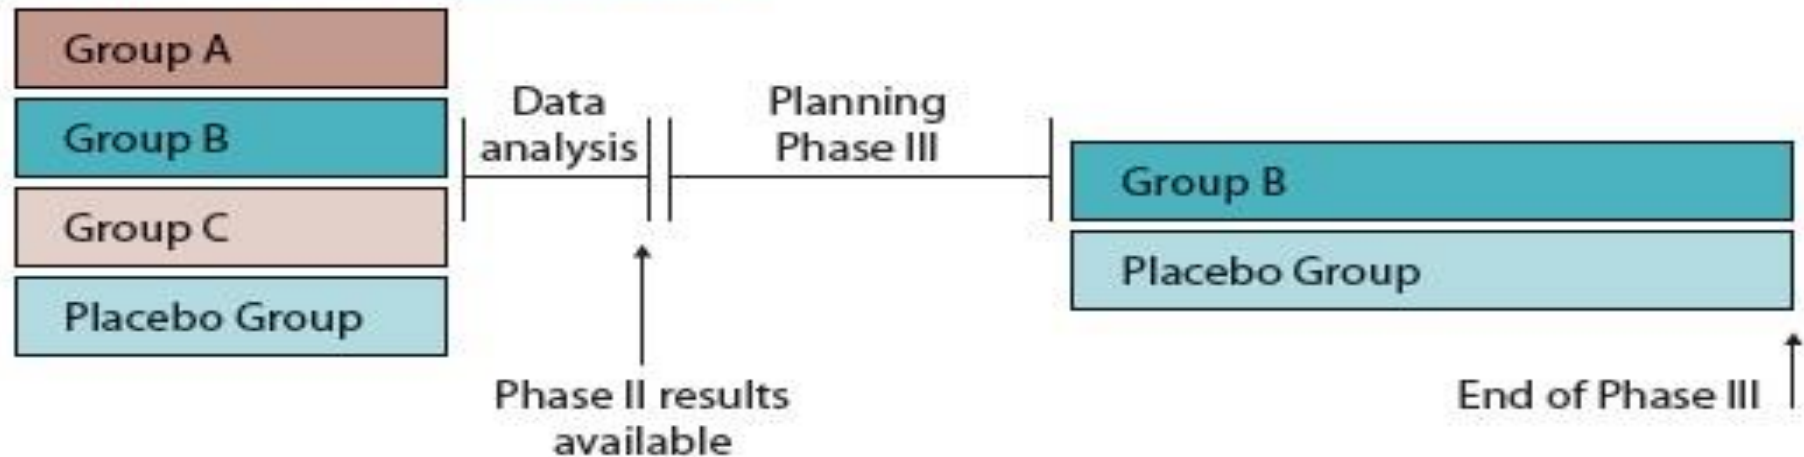 Group A
Group B
Group C
Placebo Group
Data
analysis
Planning
Phase III
Phase II results
available
Group B
Placebo Group
End of Phase III